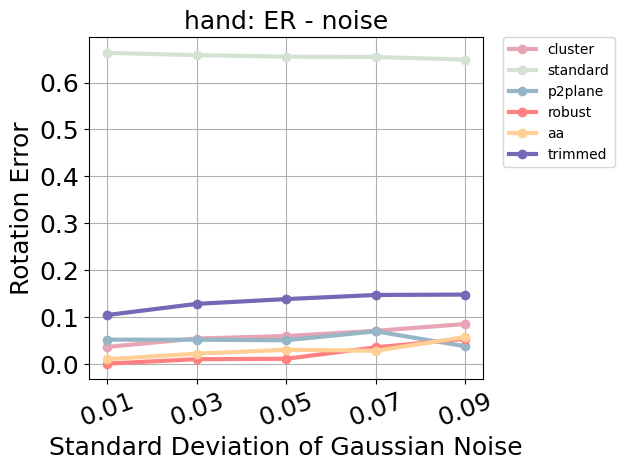 hand: ER - noise
cluster
standard
p2plane
robust
aa
trimmed
Rotation Error
0.6
0.5
0.4
0.3
0.2
0.1
0.0
0.01 0.03 0.05 0.07 0.09
Standard Deviation of Gaussian Noise